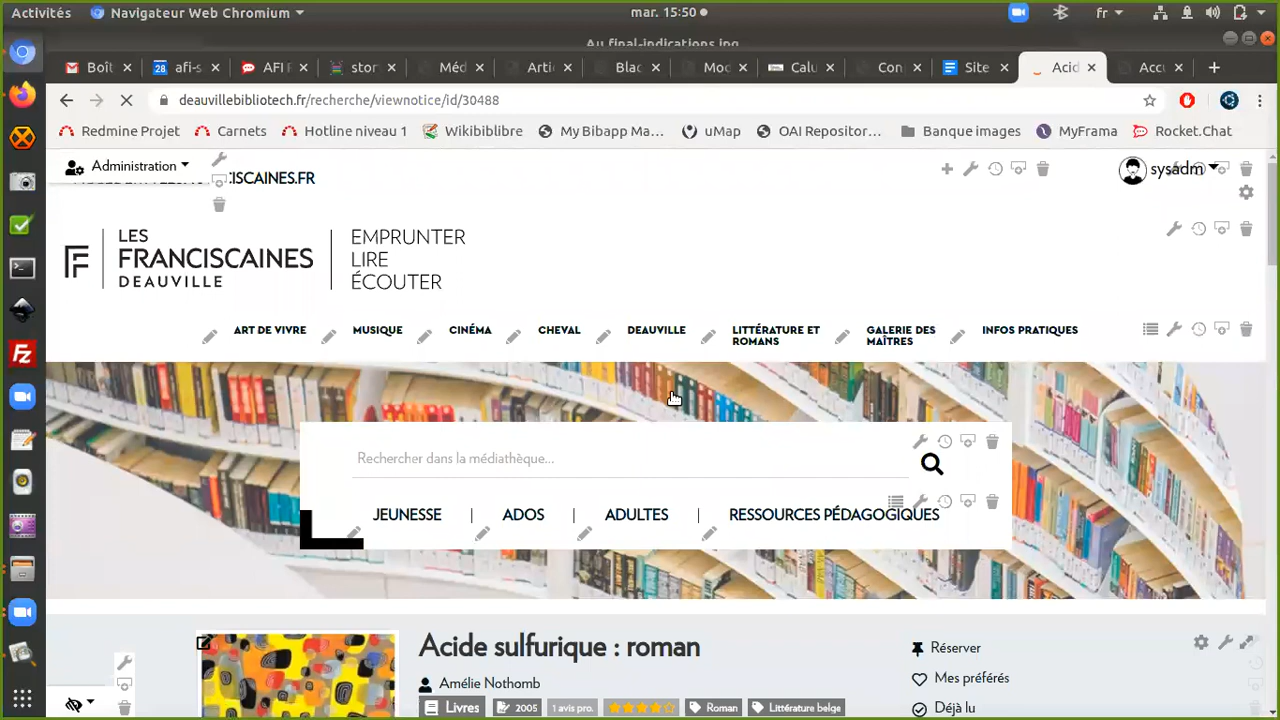 Activités
Navigateur Web Chromium
mar. 15:50
fr
Au final-indications.jpg
Boît
28 afi-s
AFI F
stor
Méd
Artic
Blac
Moc
Calu
Con
Site
Acid
Accu
deauvillebibliotech.fr/recherche/viewnotice/id/30488
Redmine Projet
Carnets
Hotline niveau 1
Wikibiblibre
My Bibapp Ma...
uMap
OAI Repositor...
Banque images
MyFrama
Rocket.Chat
Administration
CISCAINES.FR
sysadm
LES
FRANCISCAINES
DEAUVILLE
EMPRUNTER
LIRE
ÉCOUTER
ART DE VIVRE
MUSIQUE
CINÉMA
CHEVAL
DEAUVILLE
LITTÉRATURE ET
ROMANS
GALERIE DES
MAÎTRES
INFOS PRATIQUES
Rechercher dans la médiathèque...
JEUNESSE
ADOS
ADULTES
RESSOURCES PÉDAGOGIQUES
Acide sulfurique : roman
Amélie Nothomb
Livres
2005
1 avis pro.
Roman
Littérature belge
Réserver
Mes préférés
Déjà lu